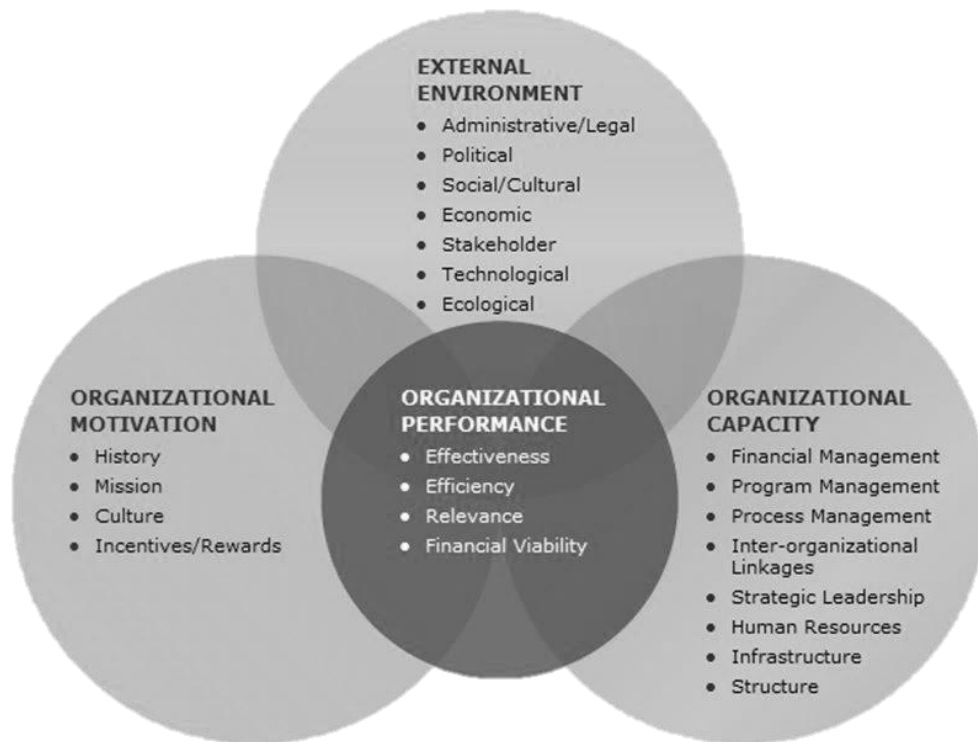 EXTERNAL
ENVIRONMENT
• Administrative/Legal
• Political
• Social/Cultural
• Economic
• Stakeholder
• Technological
• Ecological
ORGANIZATIONAL
MOTIVATION
• History
• Mission
• Culture
• Incentives/Rewards
ORGANIZATIONAL
PERFORMANCE
• Effectiveness
• Efficiency
• Relevance
• Financial Viability
ORGANIZATIONAL
CAPACITY
• Financial Management
• Program Management
• Process Management
• Inter-organizational
Linkages
• Strategic Leadership
• Human Resources
• Infrastructure
• Structure